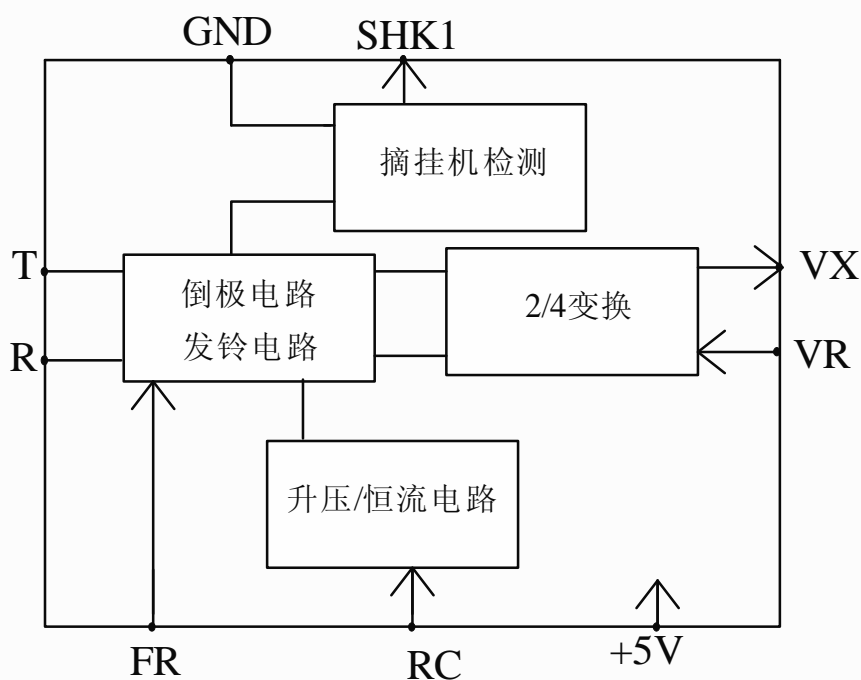 GND
SHK1
摘挂机检测
T
倒极电路
发铃电路
2/4变换
VX
R
VR
升压/恒流电路
FR
RC
+5V